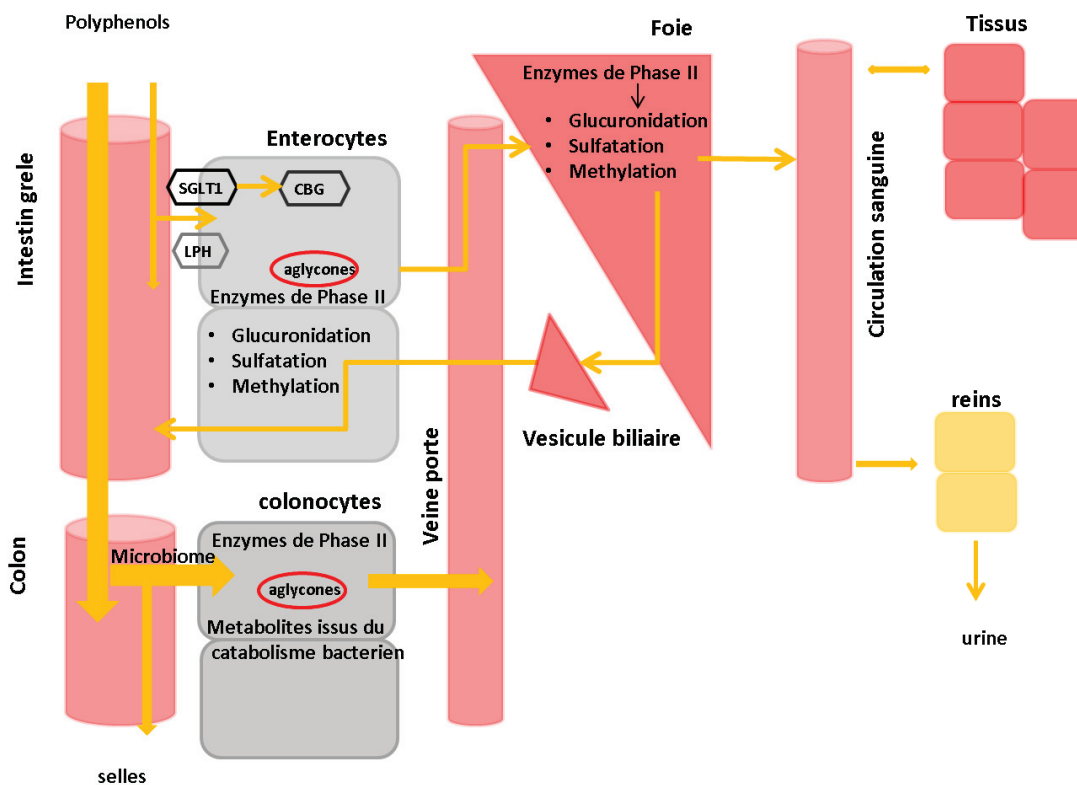 Polyphenols
Foie
Tissus
Enzymes de Phase II
• Glucuronidation
• Sulfatation
• Methylation
Enterocytes
SGLT1
CBG
LPH
aglycones
Enzymes de Phase II
• Glucuronidation
• Sulfatation
• Methylation
Intestin grele
Circulation sanguine
Vesicule biliaire
reins
Veine porte
colonocytes
Colon
Enzymes de Phase II
Microbiome
aglycones
Metabolites issus du
catabolisme bacterien
urine
selles